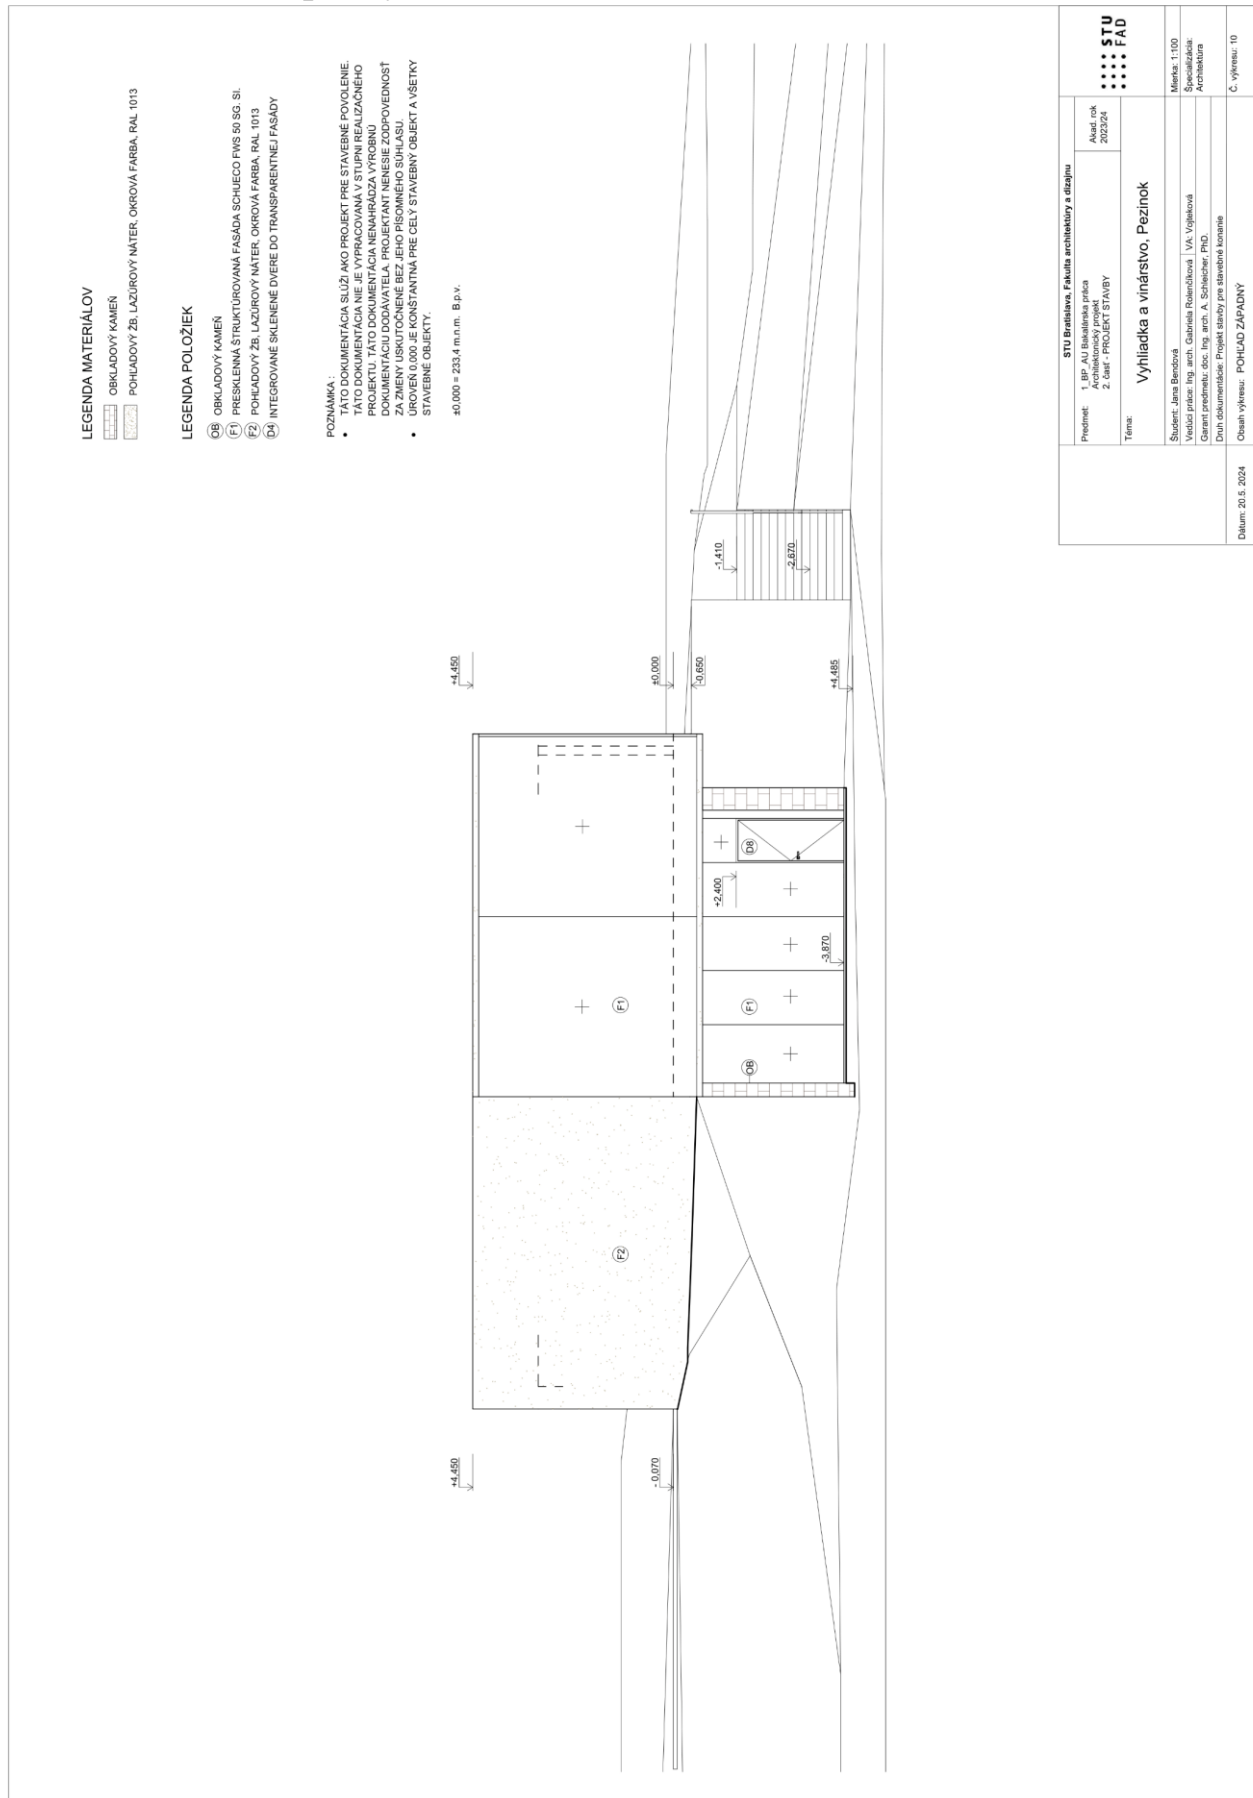 LEGENDA MATERIÁLOV
OBKLADOVÝ KAMEŇ
POHĽADOVÝ ŽB, LAZÚROVÝ NÁTER, OKROVÁ FARBA, RAL 1013
LEGENDA POLOŽIEK
OB OBKLADOVÝ KAMEŇ
F1 PRESKLENNÁ ŠTRUKTÚROVANÁ FASÁDA SCHUECO FWS 50 SG. SI.
F2 POHĽADOVÝ ŽB, LAZÚROVÝ NÁTER, OKROVÁ FARBA, RAL 1013
D4 INTEGROVANÉ SKLENENÉ DVERE DO TRANSPARENTNEJ FASÁDY
POZNÁMKA :
• TÁTO DOKUMENTÁCIA SLÚŽI AKO PROJEKT PRE STAVEBNÉ POVOLENIE.
TÁTO DOKUMENTÁCIA NIE JE VYPRACOVANÁ V STUPNI REALIZAČNÉHO
PROJEKTU. TÁTO DOKUMENTÁCIA NENAHRÁDZA VÝROBNÚ
DOKUMENTÁCIU DODÁVATEĽA. PROJEKTANT NENESIE ZODPOVEDNOSŤ
ZA ZMENY USKUTOČNENÉ BEZ JEHO PÍSOMNÉHO SÚHLASU.
• ÚROVEŇ 0,000 JE KONŠTANTNÁ PRE CELÝ STAVEBNÝ OBJEKT A VŠETKY
STAVEBNÉ OBJEKTY.
±0,000 = 233,4 m.n.m. B.p.v.
+4,450
+4,450
- 0,070
±0,000
-0,650
-1,410
-2,670
F2
F1
OB
F1
D8
+2,400
-3,870
+4,485
STU Bratislava, Fakulta architektúry a dizajnu
Predmet: 1_BP_AU Bakalárska práca
Architektonický projekt
2. časť - PROJEKT STAVBY
Akad. rok
2023/24
STU
FAD
Téma:
Vyhliadka a vinárstvo, Pezinok
Študent: Jana Bendová
Mierka: 1:100
Vedúci práce: Ing. arch. Gabriela Rolenčíková VA: Vojteková
Garant predmetu: doc. Ing. arch. A. Schleicher, PhD.
Špecializácia:
Architektúra
Druh dokumentácie: Projekt stavby pre stavebné konanie
Dátum: 20.5. 2024
Obsah výkresu: POHĽAD ZÁPADNÝ
Č. výkresu: 10